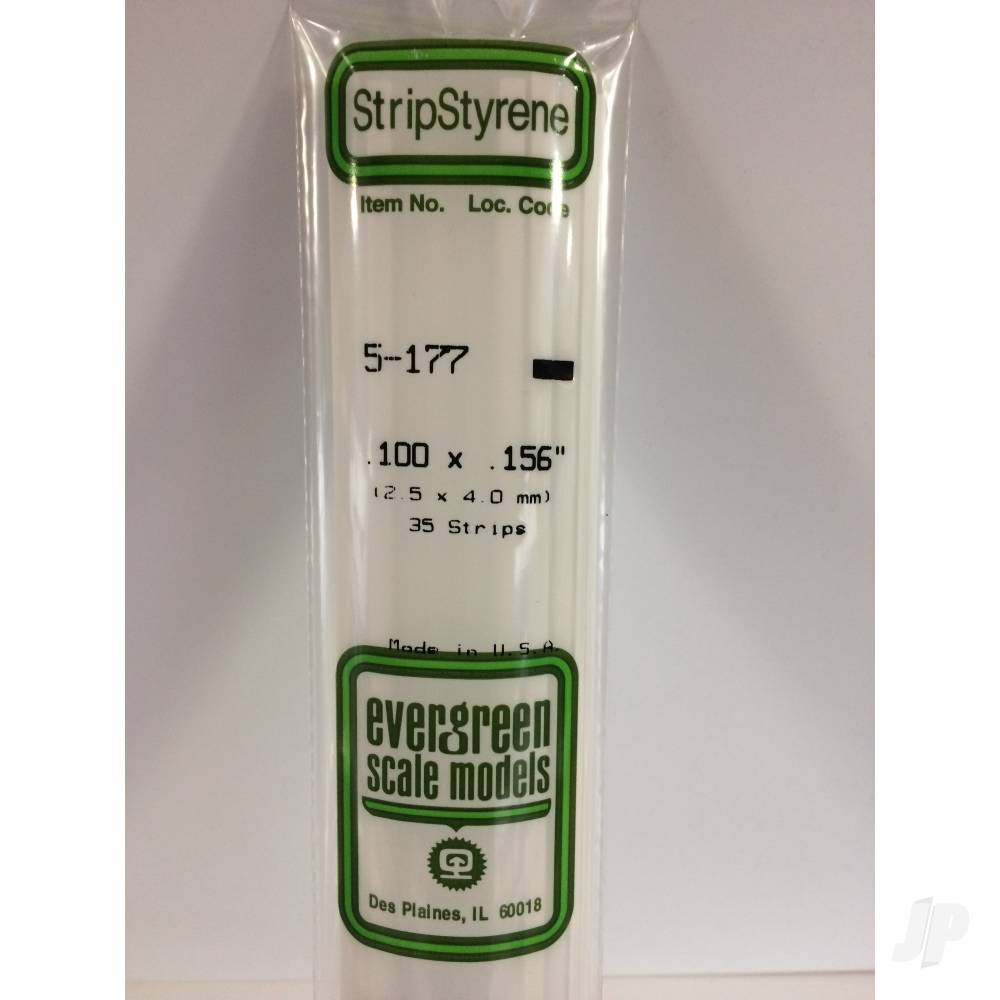 StripStyrene
Item No. Loc. Code
5-177
.100 x .156"
(2.5 x 4.0 mm)
35 Strips
Made in U.S.A.
evergreen
scale models
Des Plaines, IL 60018
JP